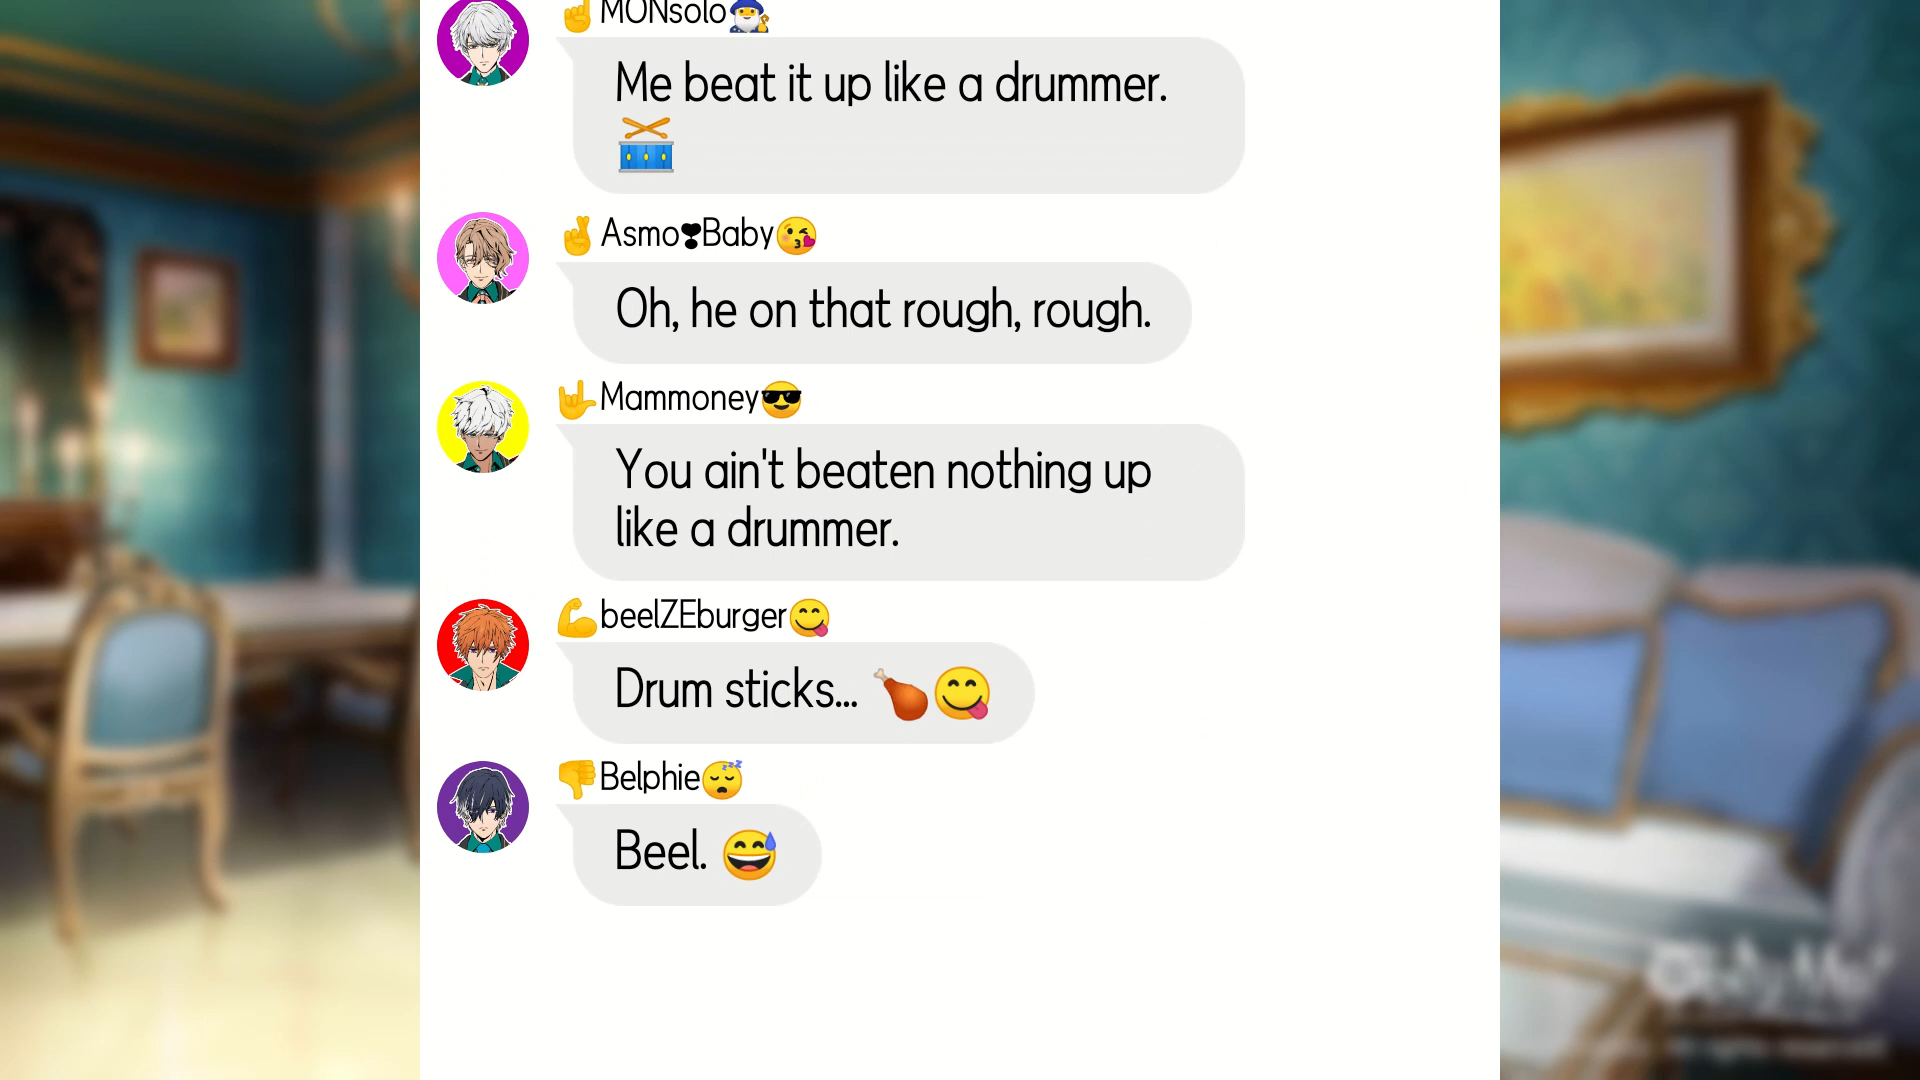 ☝️MONsolo🧙‍♂️
Me beat it up like a drummer.
🥁
🤞Asmo❣Baby😘
Oh, he on that rough, rough.
🤟Mammoney😎
You ain't beaten nothing up
like a drummer.
💪beelZEburger😋
Drum sticks... 🍗😋
👎Belphie😴
Beel. 😅